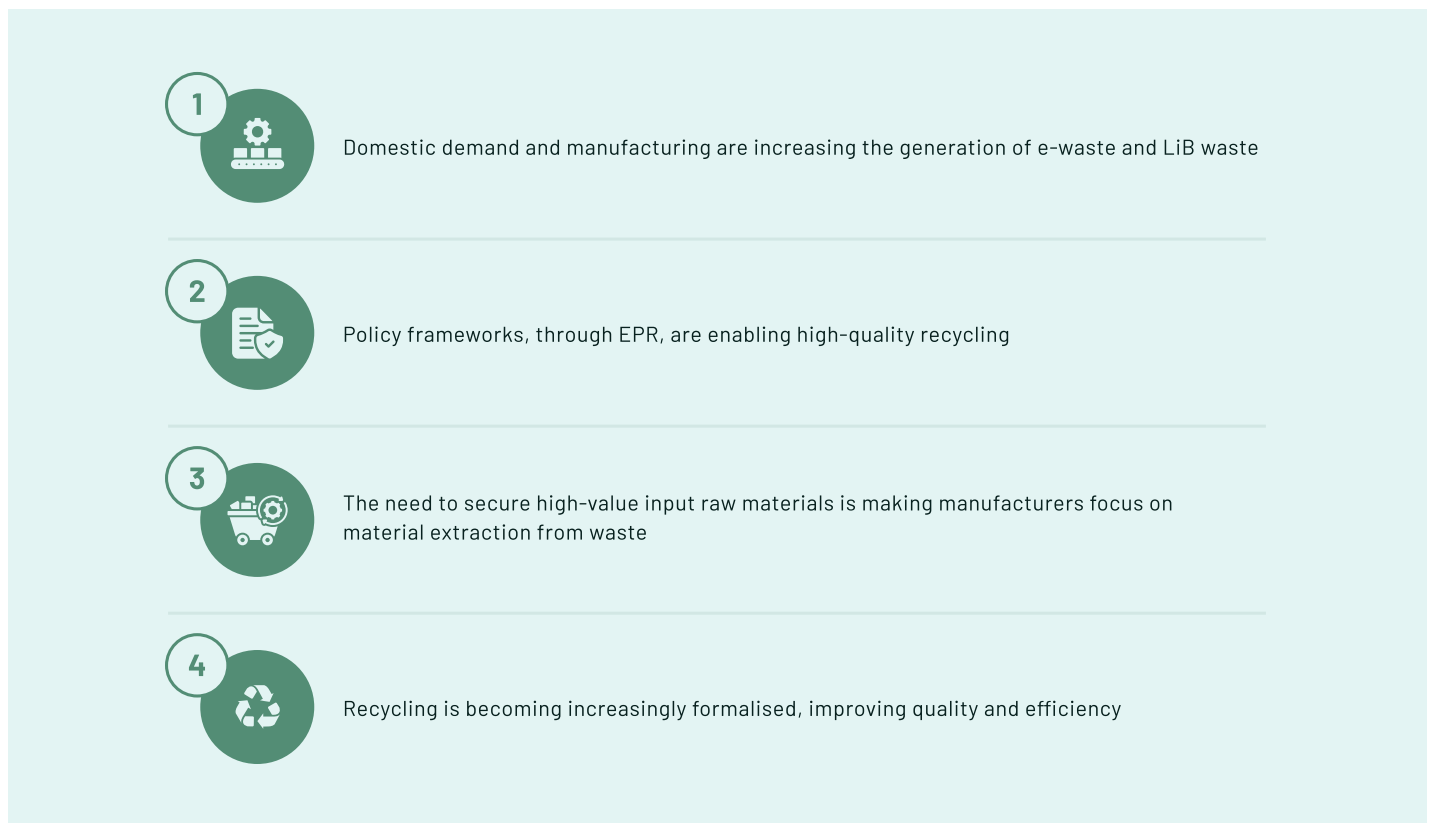 1
Domestic demand and manufacturing are increasing the generation of e-waste and LiB waste
2
Policy frameworks, through EPR, are enabling high-quality recycling
3
The need to secure high-value input raw materials is making manufacturers focus on
material extraction from waste
4
Recycling is becoming increasingly formalised, improving quality and efficiency